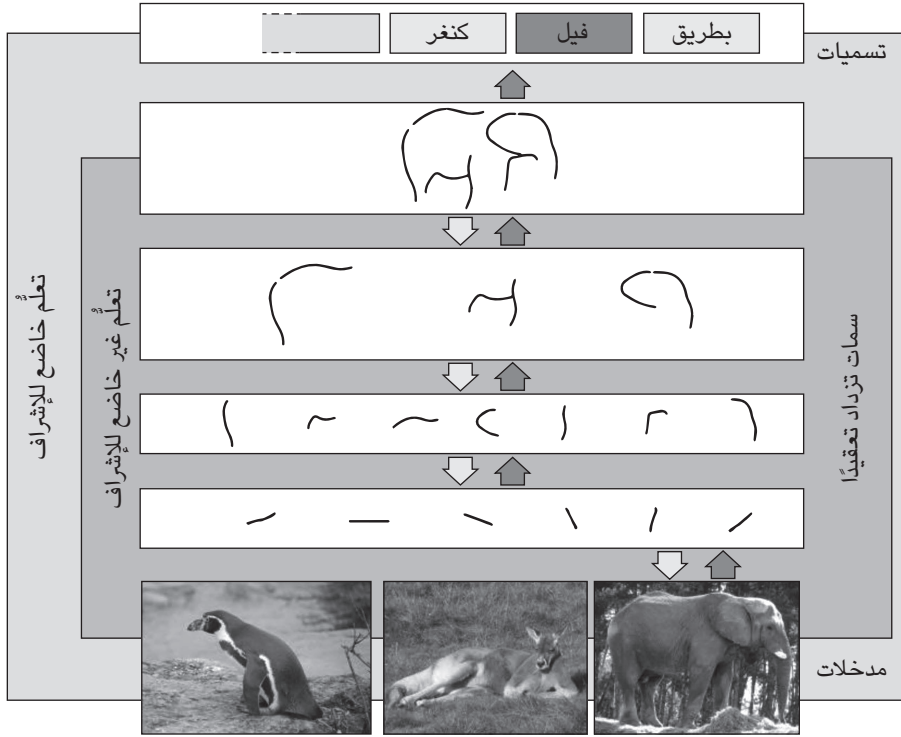 تسميات
بطريق
فيل
كنغر
تعلُّم خاضع للإشراف
تعلُّم غير خاضع للإشراف
سمات تزداد تعقيدًا
مدخلات